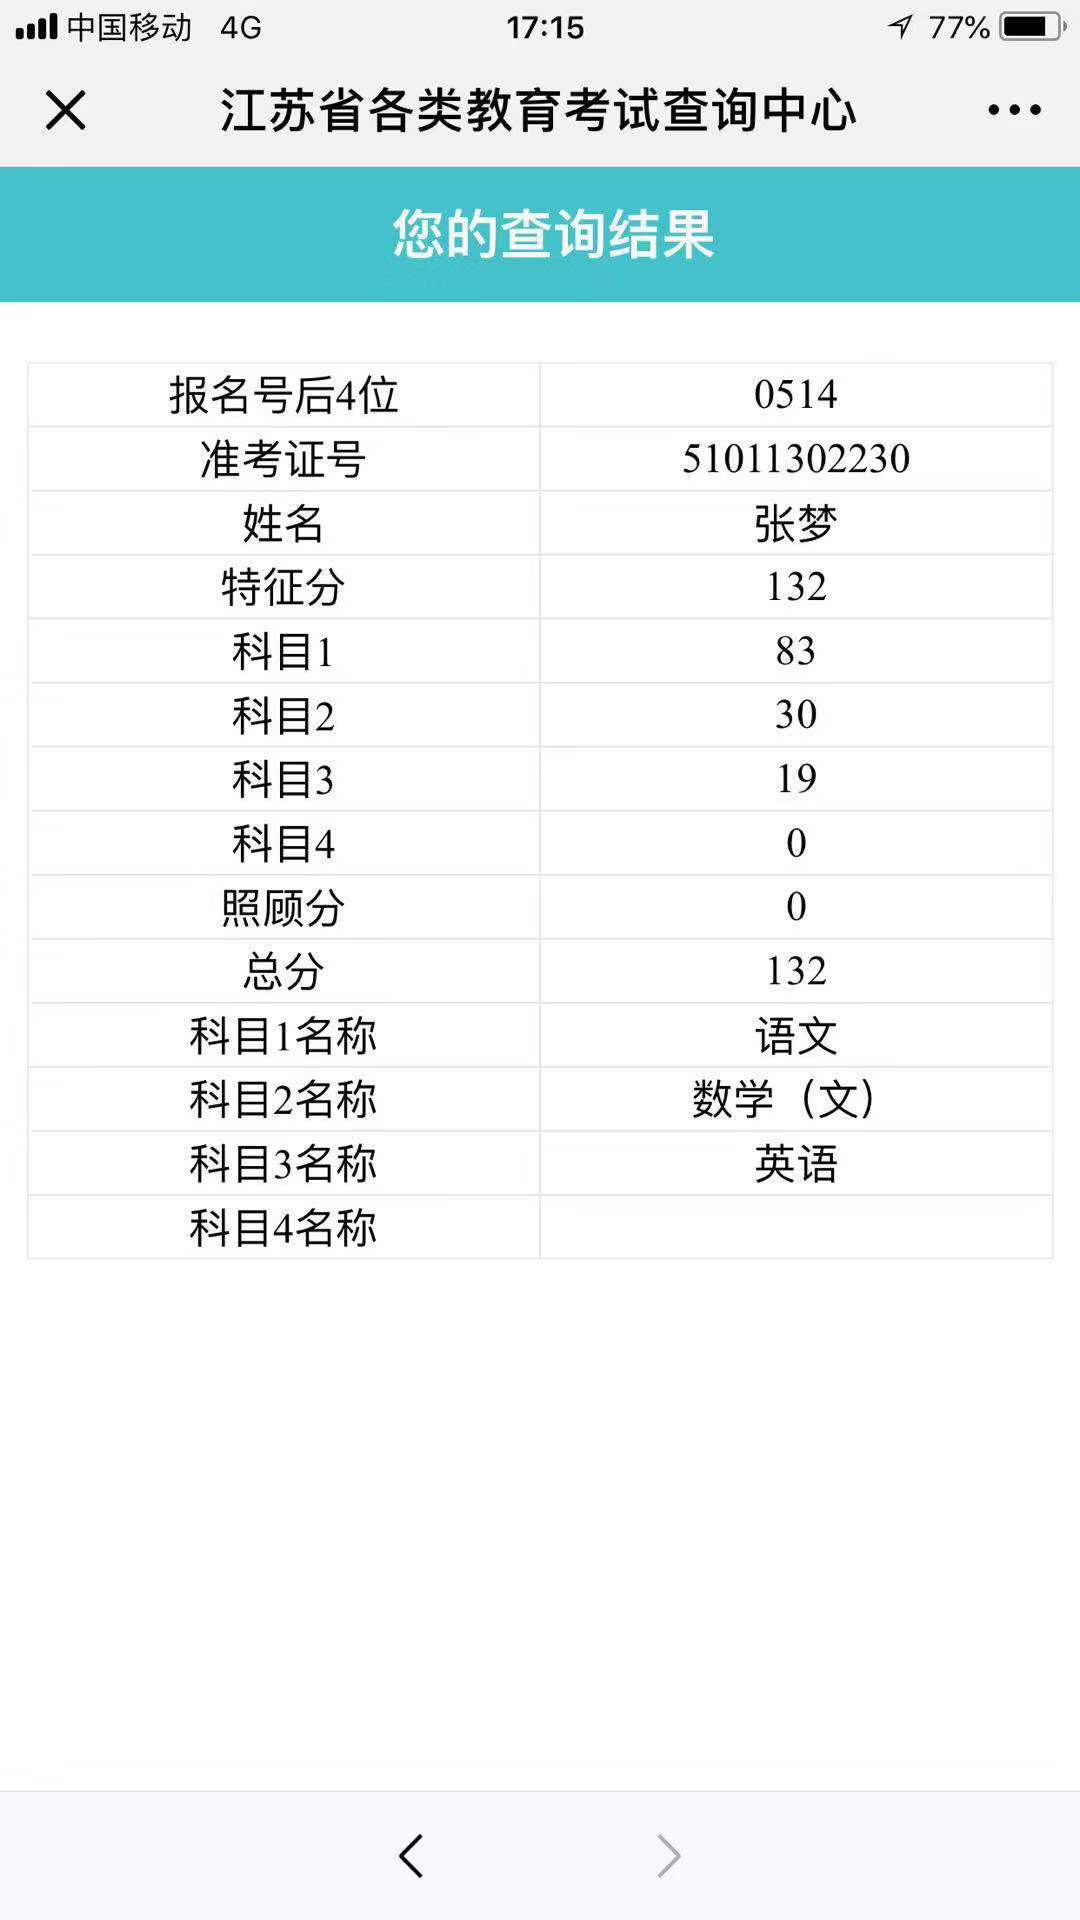 中国移动 4G 17:15 77%
江苏省各类教育考试查询中心
您的查询结果
报名号后4位 0514
准考证号 51011302230
姓名 张梦
特征分 132
科目1 83
科目2 30
科目3 19
科目4 0
照顾分 0
总分 132
科目1名称 语文
科目2名称 数学（文）
科目3名称 英语
科目4名称